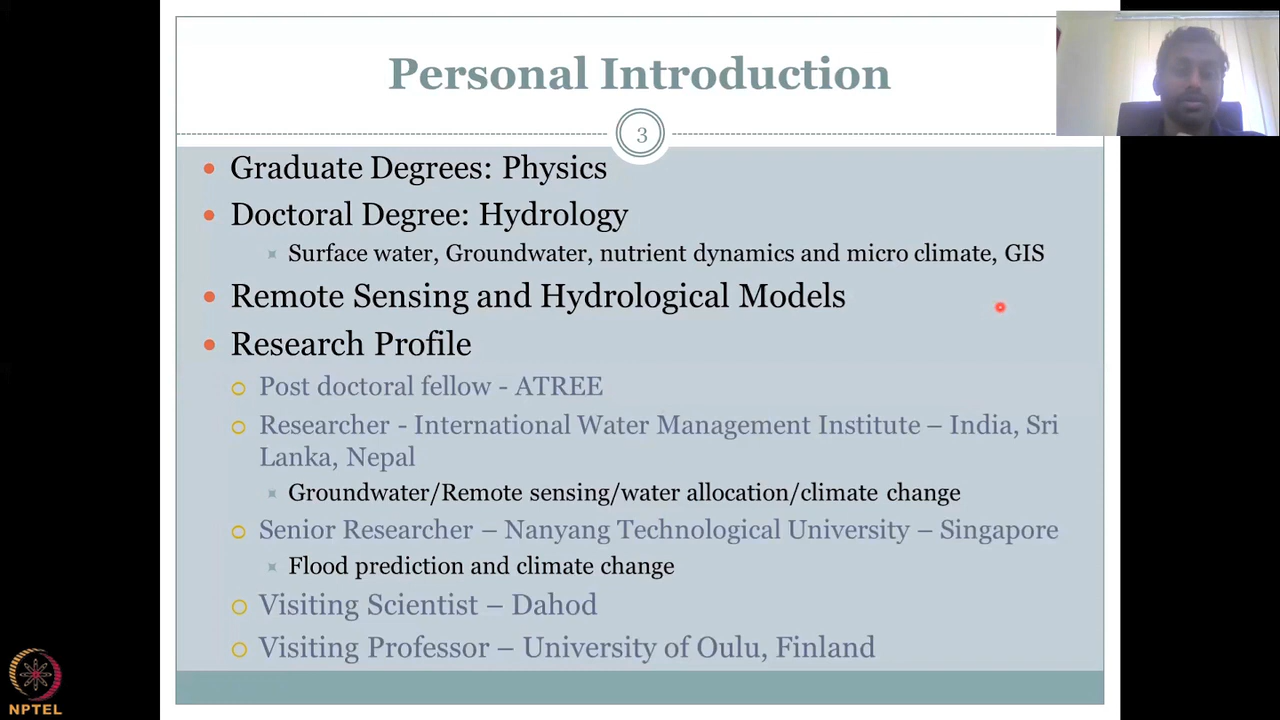 Personal Introduction
3
Graduate Degrees: Physics
Doctoral Degree: Hydrology
Surface water, Groundwater, nutrient dynamics and micro climate, GIS
Remote Sensing and Hydrological Models
Research Profile
Post doctoral fellow - ATREE
Researcher - International Water Management Institute – India, Sri
Lanka, Nepal
Groundwater/Remote sensing/water allocation/climate change
Senior Researcher – Nanyang Technological University – Singapore
Flood prediction and climate change
Visiting Scientist – Dahod
Visiting Professor – University of Oulu, Finland
NPTEL